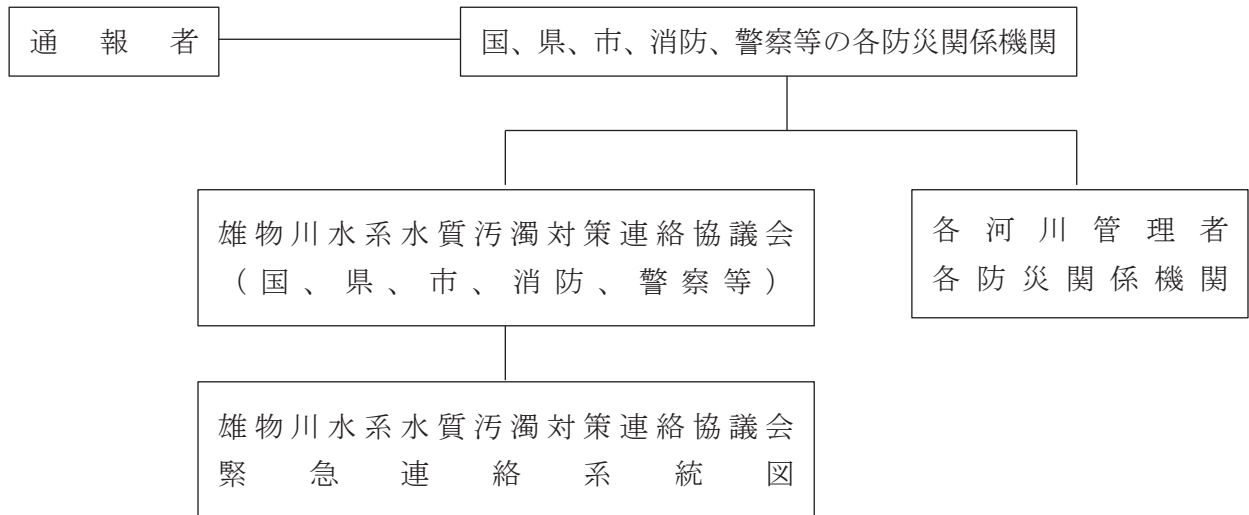 通報者
国、県、市、消防、警察等の各防災関係機関
雄物川水系水質汚濁対策連絡協議会
（国、県、市、消防、警察等）
各河川管理者
各防災関係機関
雄物川水系水質汚濁対策連絡協議会
緊急連絡系統図